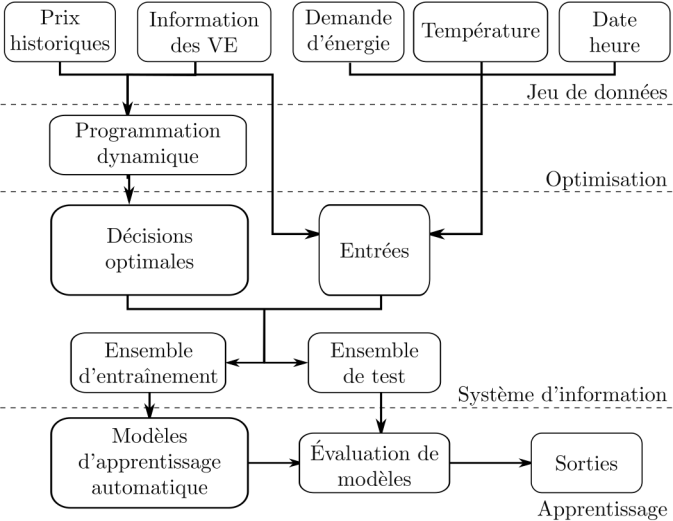 Prix
historiques
Information
des VE
Demande
d'énergie
Température
Date
heure
Jeu de données
Programmation
dynamique
Optimisation
Décisions
optimales
Entrées
Ensemble
d'entraînement
Ensemble
de test
Système d'information
Modèles
d'apprentissage
automatique
Évaluation de
modèles
Sorties
Apprentissage